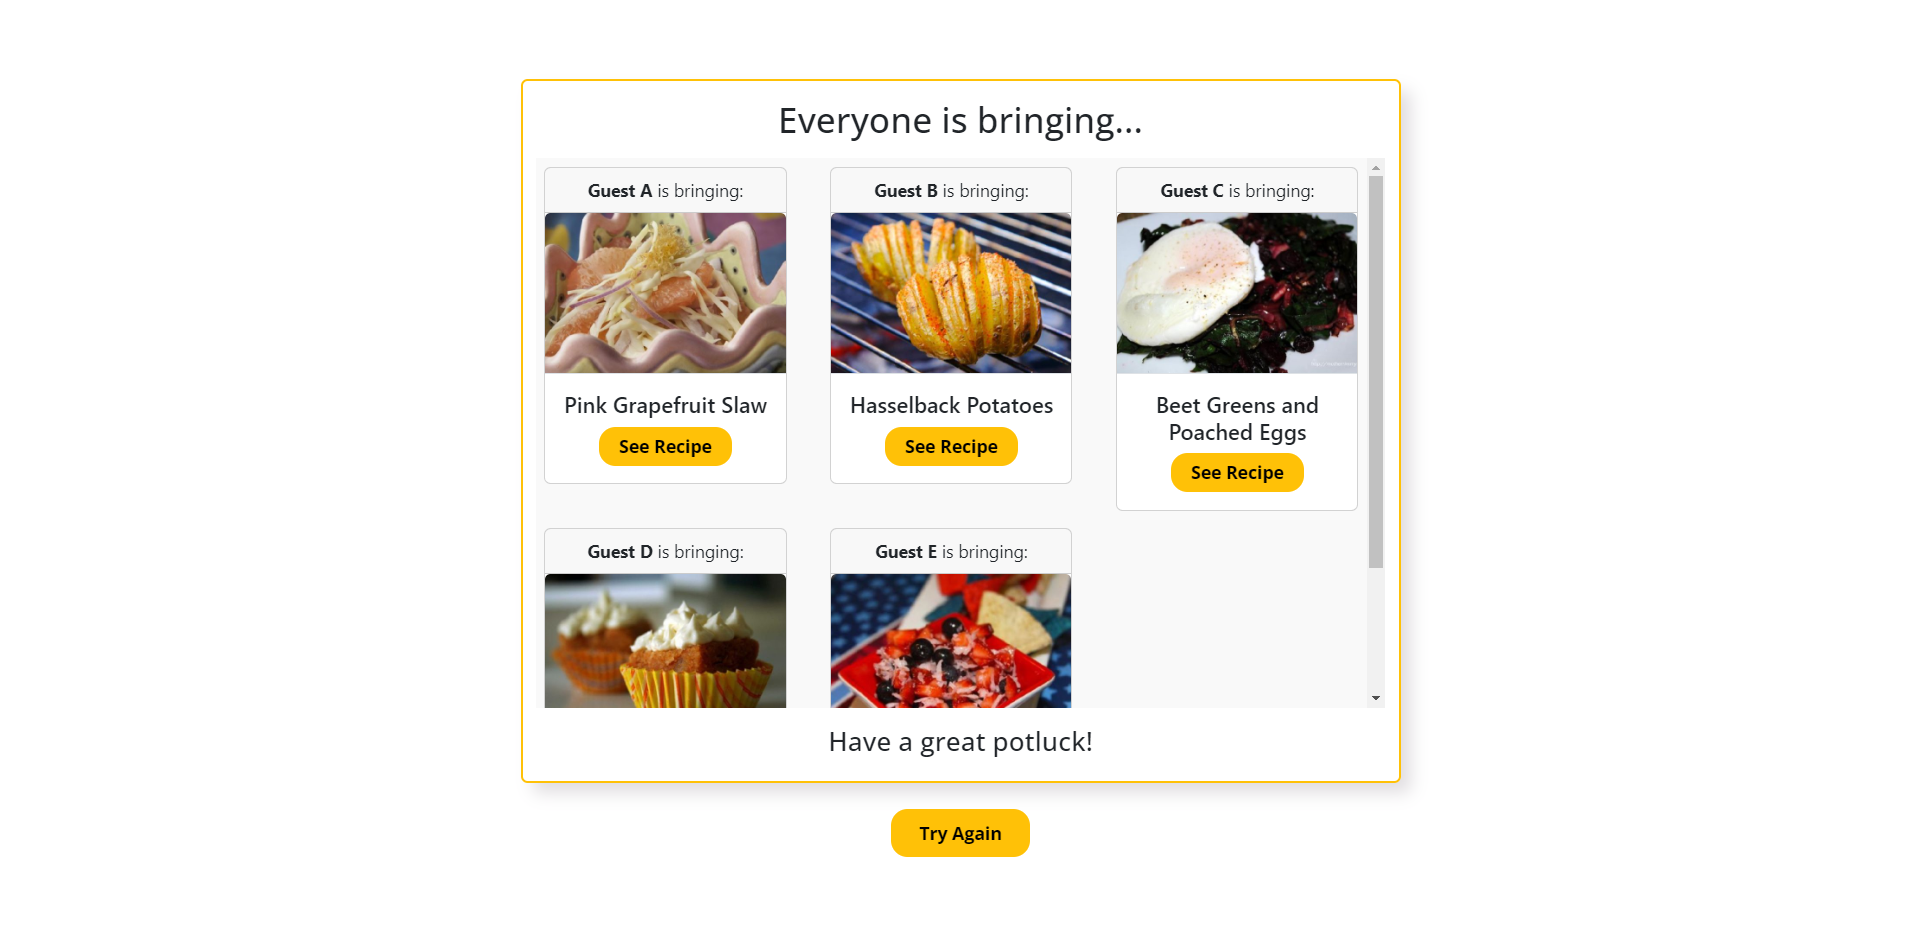 Everyone is bringing...
Guest A is bringing:
Pink Grapefruit Slaw
See Recipe
Guest B is bringing:
Hasselback Potatoes
See Recipe
Guest C is bringing:
Beet Greens and
Poached Eggs
See Recipe
Guest D is bringing:
Guest E is bringing:
Have a great potluck!
Try Again